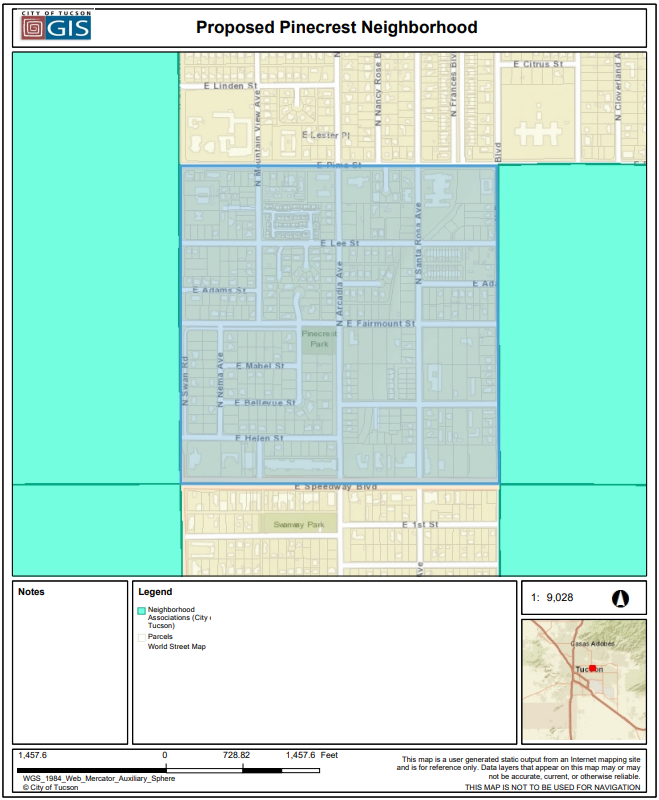 CITY OF TUCSON
GIS
Proposed Pinecrest Neighborhood
E Linden St
N Mountain View Ave
N Nancy Rose B
N Frances Blv
E Citrus St
N Cloverland A
E Lester Pl
Blvd
E Pima St
E Lee St
N Santa Rosa Ave
N Arcadia Ave
E Adams St
E Ad
E Fairmount St
Pinecrest
Park
N Swan Rd
N Nema Ave
E Mabel St
E Bellevue St
E Helen St
E Speedway Blvd
Swanway Park
E 1st St
Ave
Notes
Legend
Neighborhood
Associations (City
Tucson)
Parcels
World Street Map
1: 9,028
Casas Adobes
Tucson
1,457.6 0 728.82 1,457.6 Feet
WGS_1984_Web_Mercator_Auxiliary_Sphere
© City of Tucson
This map is a user generated static output from an Internet mapping site
and is for reference only. Data layers that appear on this map may or may
not be accurate, current, or otherwise reliable.
THIS MAP IS NOT TO BE USED FOR NAVIGATION